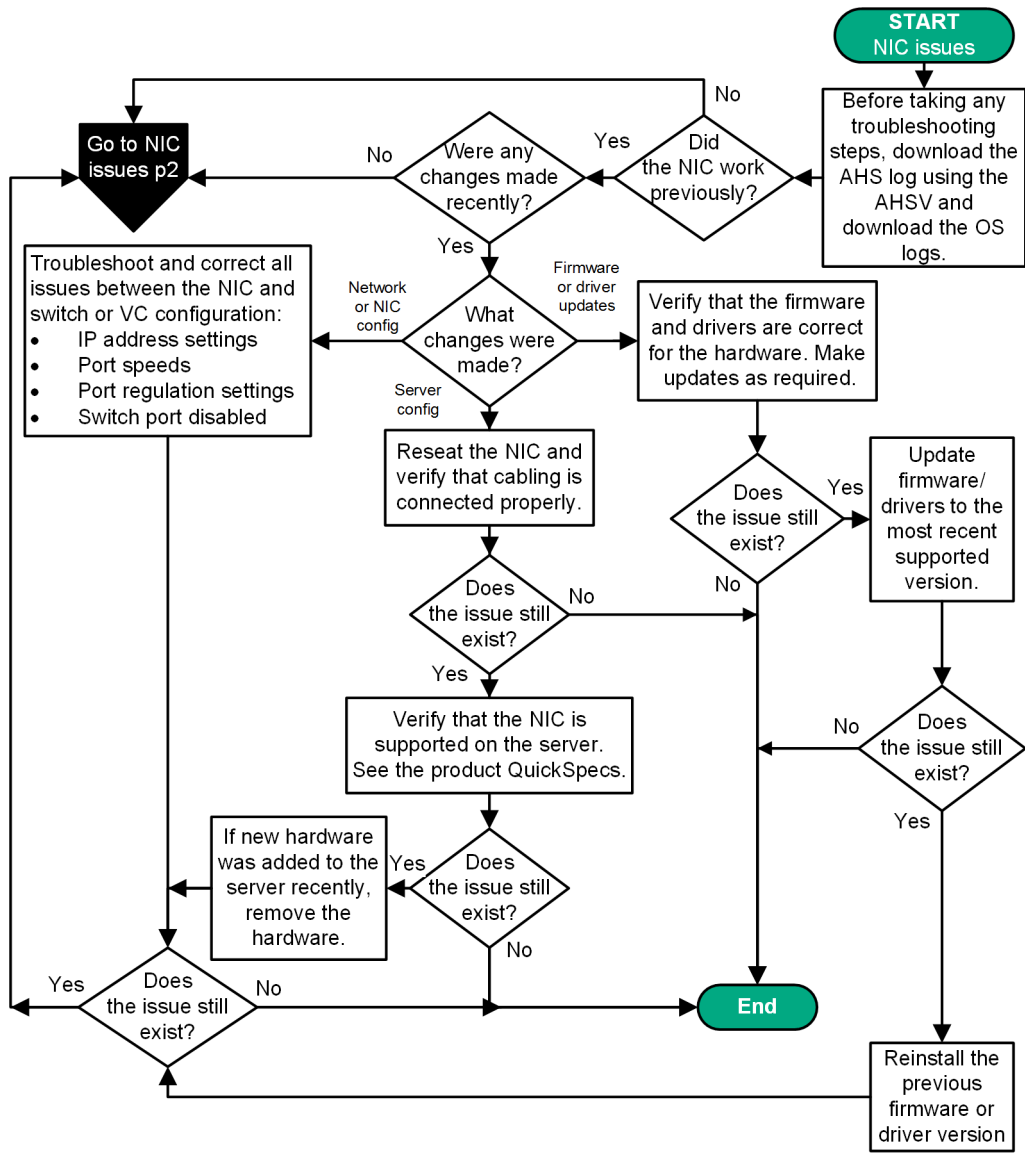 START
NIC issues
Before taking any
troubleshooting
steps, download the
AHS log using the
AHSV and
download the OS
logs.
Did
the NIC work
previously?
No
Yes
Were any
changes made
recently?
No
Go to NIC
issues p2
Yes
What
changes were
made?
Network
or NIC
config
Firmware
or driver
updates
Server
config
Troubleshoot and correct all
issues between the NIC and
switch or VC configuration:
• IP address settings
• Port speeds
• Port regulation settings
• Switch port disabled
Verify that the firmware
and drivers are correct
for the hardware. Make
updates as required.
Reseat the NIC and
verify that cabling is
connected properly.
Does
the issue still
exist?
Yes
No
Update
firmware/
drivers to the
most recent
supported
version.
Does
the issue still
exist?
No
Yes
Verify that the NIC is
supported on the server.
See the product QuickSpecs.
Does
the issue still
exist?
No
Yes
If new hardware
was added to the
server recently,
remove the
hardware.
Does
the issue still
exist?
Yes
No
Does
the issue still
exist?
Yes
No
End
Reinstall the
previous
firmware or
driver version